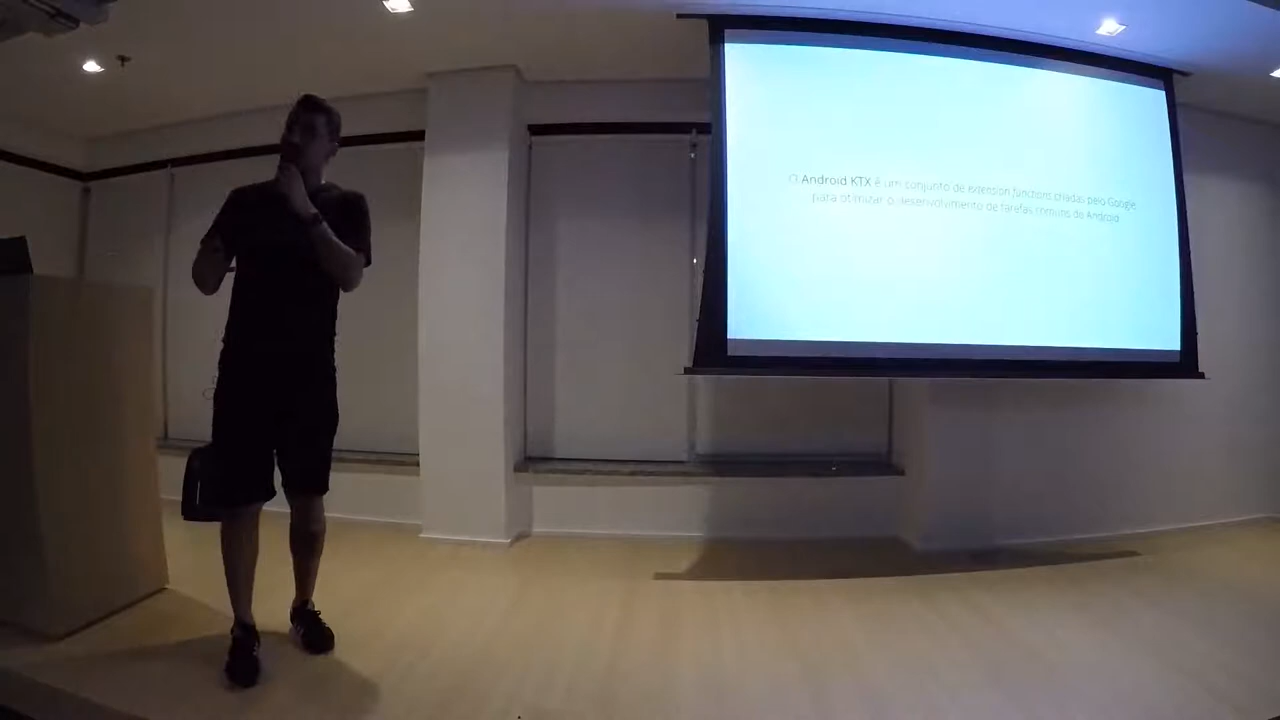 O Android KTX é um conjunto de extension functions criadas pelo Google
para otimizar o desenvolvimento de tarefas comuns do Android